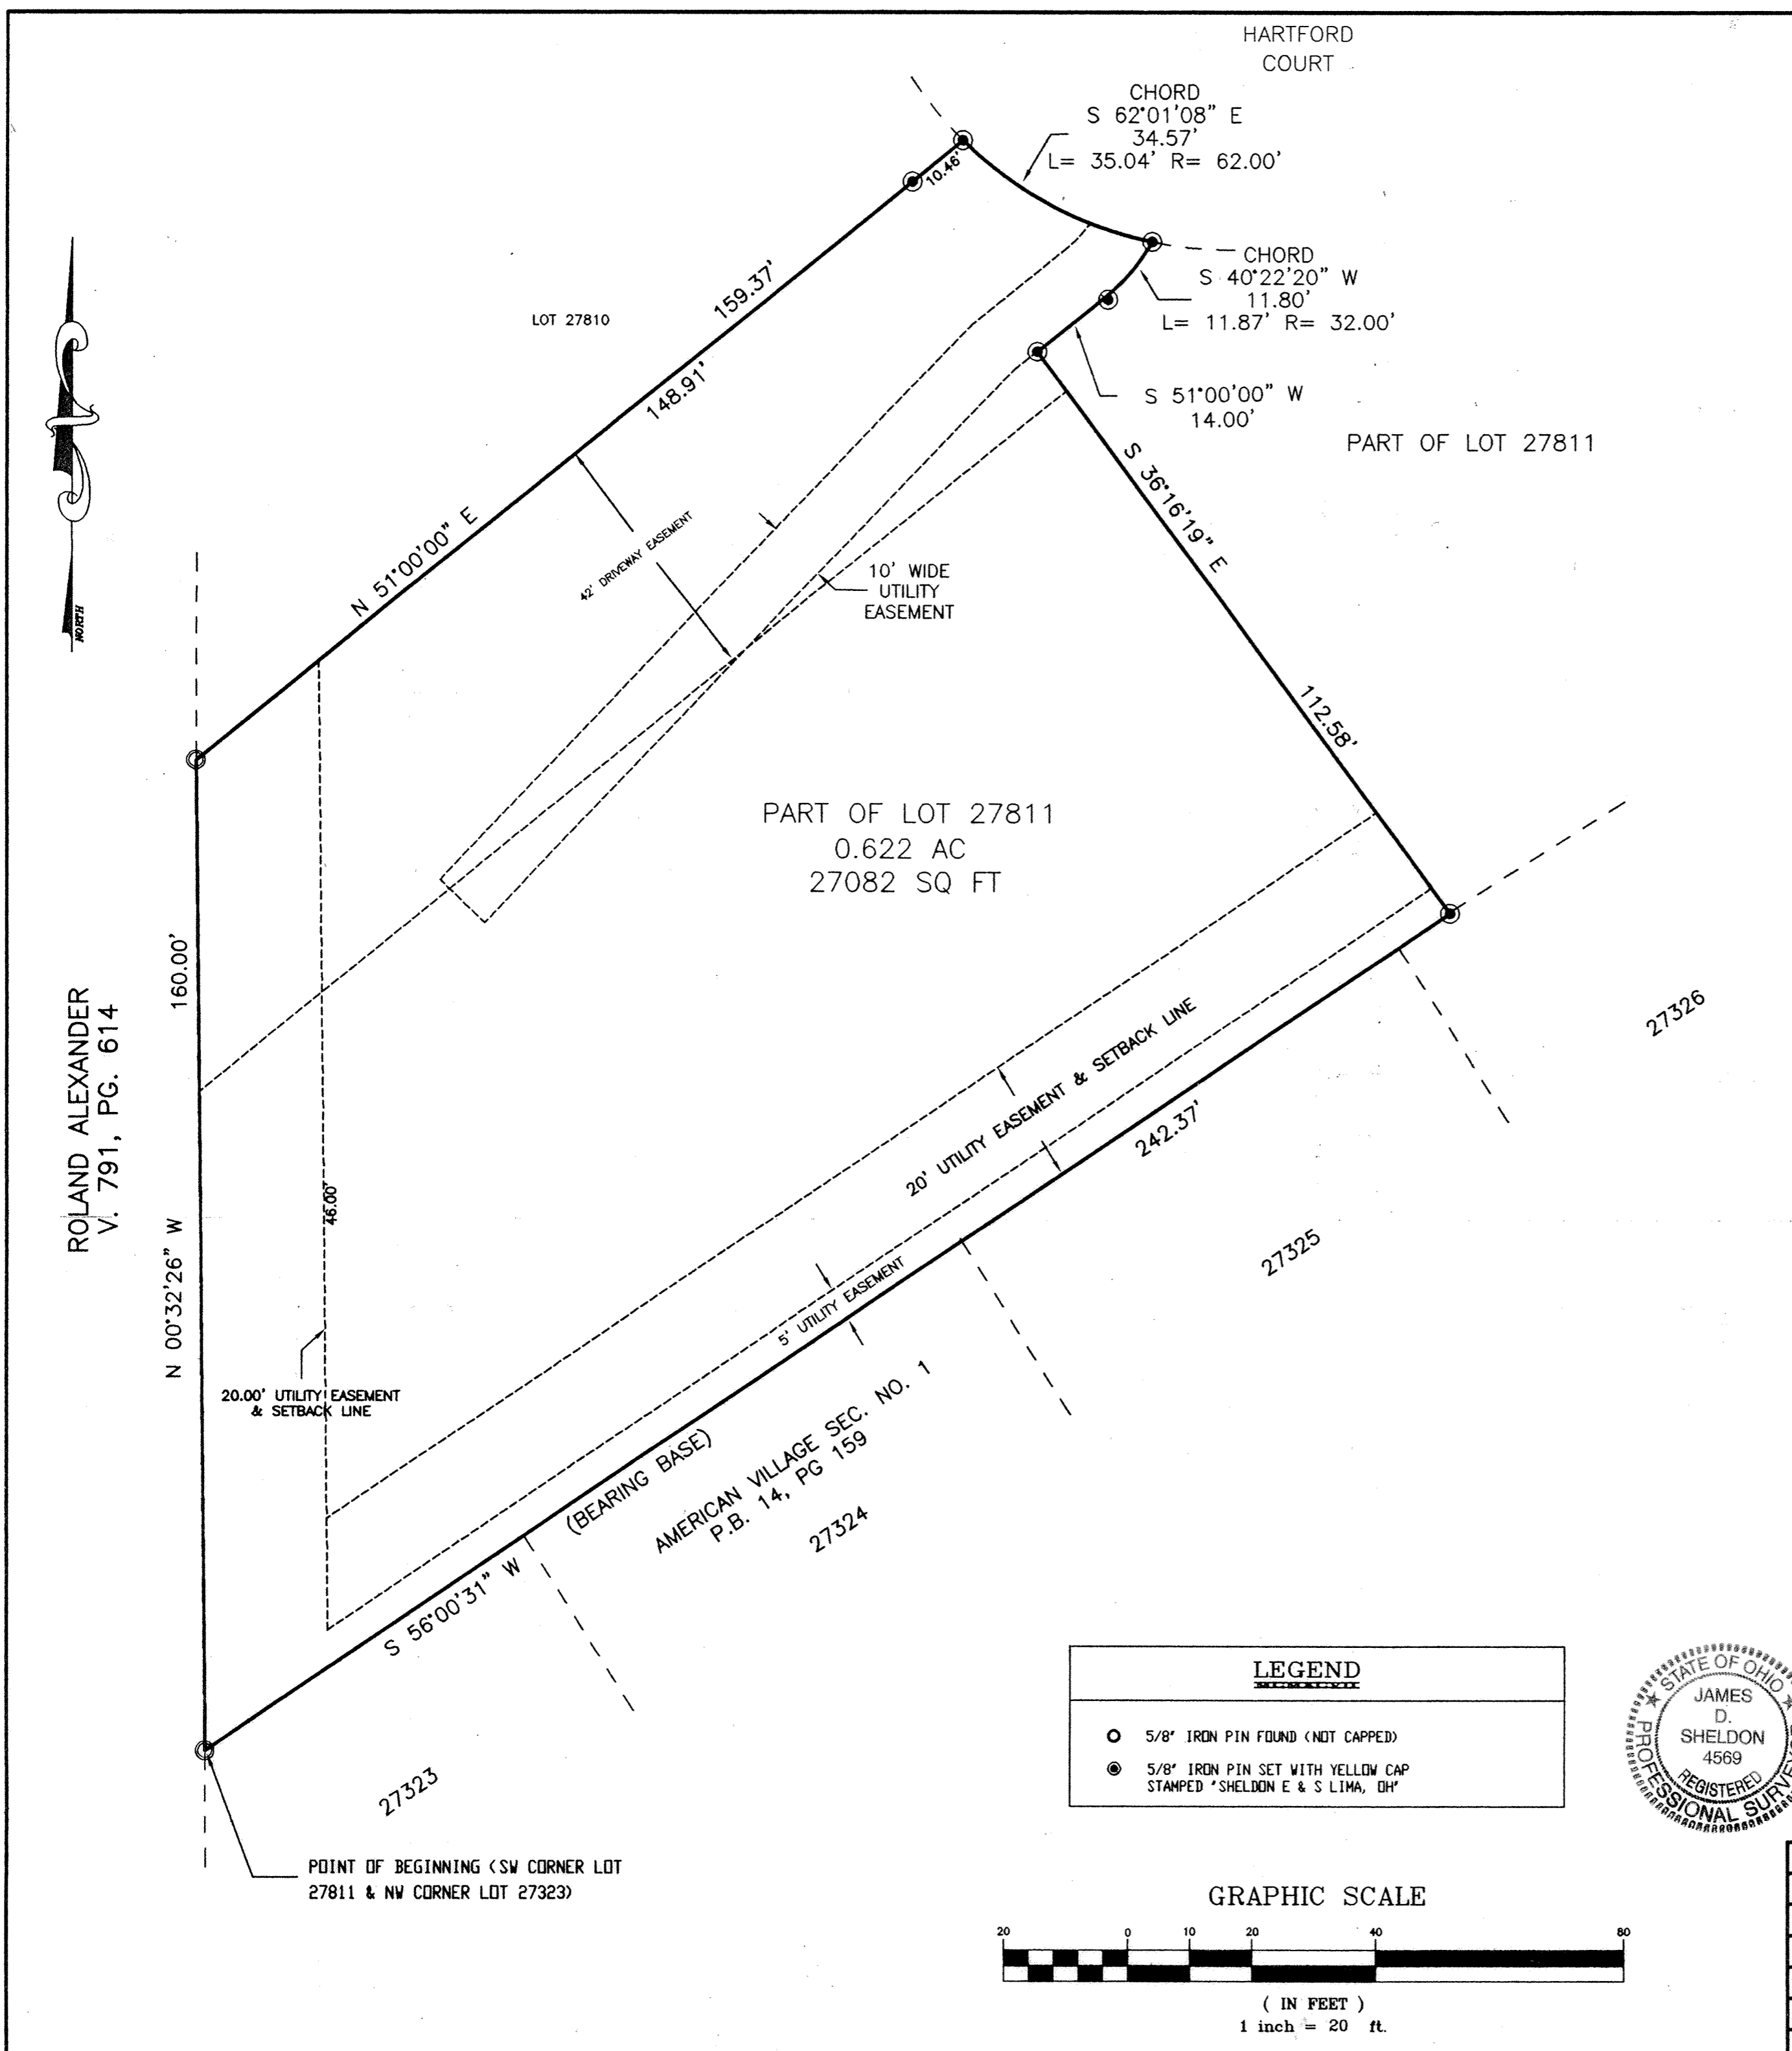 HARTFORD
COURT
CHORD
S 62°01'08" E
34.57'
L= 35.04' R= 62.00'
10.46'
CHORD
S 40°22'20" W
11.80'
L= 11.87' R= 32.00'
159.37'
LOT 27810
148.91'
S 51°00'00" W
14.00'
PART OF LOT 27811
S 36°16'19" E
112.58'
N 51°00'00" E
42' DRIVEWAY EASEMENT
10' WIDE
UTILITY
EASEMENT
NORTH
PART OF LOT 27811
0.622 AC
27082 SQ FT
160.00'
N 00°32'26" W
ROLAND ALEXANDER
V. 791, PG. 614
46.00'
20' UTILITY EASEMENT & SETBACK LINE
242.37'
27326
27325
5' UTILITY EASEMENT
20.00' UTILITY EASEMENT
& SETBACK LINE
S 56°00'31" W
(BEARING BASE)
AMERICAN VILLAGE SEC. NO. 1
P.B. 14, PG 159
27324
27323
POINT OF BEGINNING (SW CORNER LOT
27811 & NW CORNER LOT 27323)
LEGEND
5/8" IRON PIN FOUND (NOT CAPPED)
5/8" IRON PIN SET WITH YELLOW CAP
STAMPED "SHELDON E & S LIMA, OH"
STATE OF OHIO
JAMES
D.
SHELDON
4569
REGISTERED
PROFESSIONAL
GRAPHIC SCALE
20 0 10 20 40 80
( IN FEET )
1 inch = 20 ft.